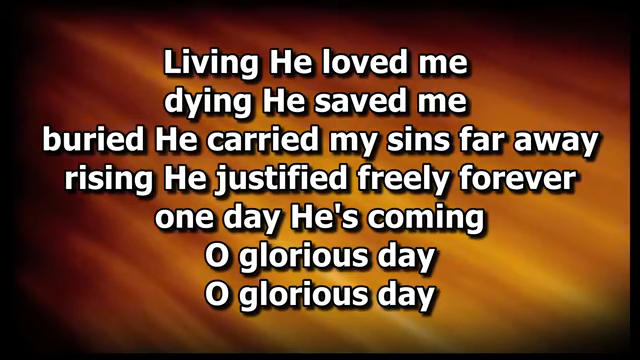 Living He loved me
dying He saved me
buried He carried my sins far away
rising He justified freely forever
one day He's coming
O glorious day
O glorious day